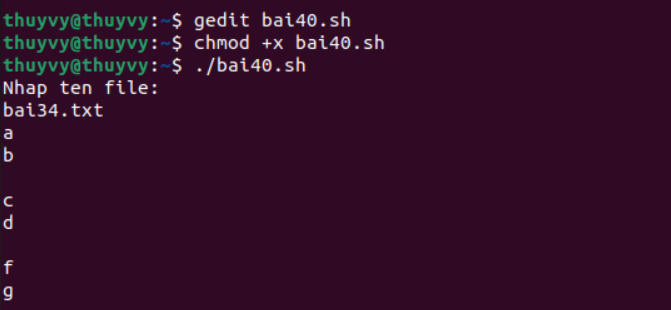 thuyvy@thuyvy:~$ gedit bai40.sh
thuyvy@thuyvy:~$ chmod +x bai40.sh
thuyvy@thuyvy:~$ ./bai40.sh
Nhap ten file:
bai34.txt
a
b

c
d

f
g